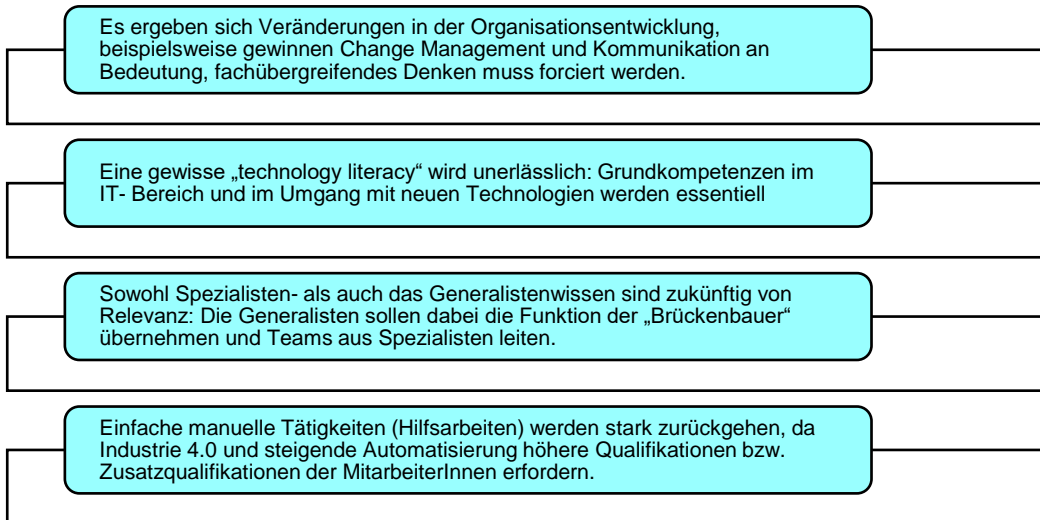 Es ergeben sich Veränderungen in der Organisationsentwicklung,
beispielsweise gewinnen Change Management und Kommunikation an
Bedeutung, fachübergreifendes Denken muss forciert werden.
Eine gewisse „technology literacy“ wird unerlässlich: Grundkompetenzen im
IT- Bereich und im Umgang mit neuen Technologien werden essentiell
Sowohl Spezialisten- als auch das Generalistenwissen sind zukünftig von
Relevanz: Die Generalisten sollen dabei die Funktion der „Brückenbauer“
übernehmen und Teams aus Spezialisten leiten.
Einfache manuelle Tätigkeiten (Hilfsarbeiten) werden stark zurückgehen, da
Industrie 4.0 und steigende Automatisierung höhere Qualifikationen bzw.
Zusatzqualifikationen der MitarbeiterInnen erfordern.